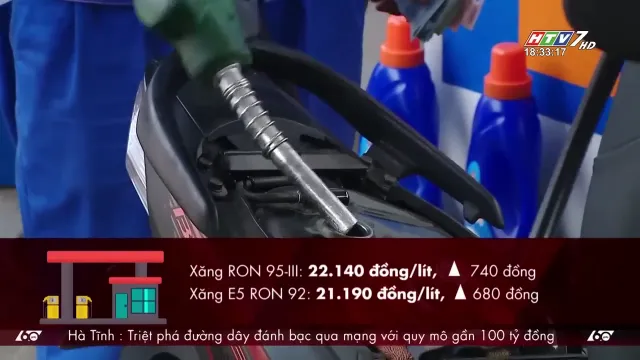 HTV7 HD
18:33:17
Xăng RON 95-III: 22.140 đồng/lít, ▲ 740 đồng
Xăng E5 RON 92: 21.190 đồng/lít, ▲ 680 đồng
60 Hà Tĩnh : Triệt phá đường dây đánh bạc qua mạng với quy mô gần 100 tỷ đồng 60